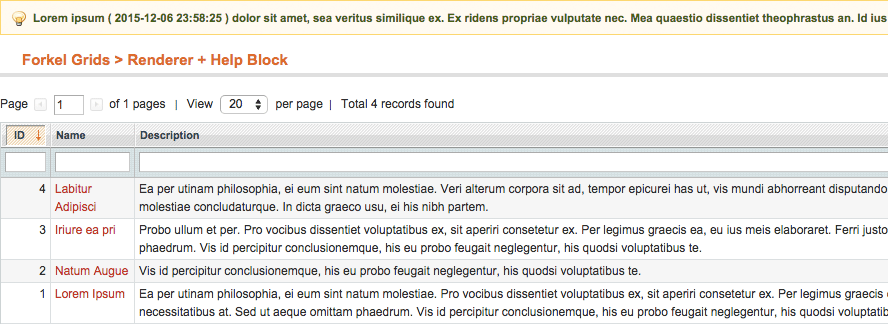 Lorem ipsum ( 2015-12-06 23:58:25 ) dolor sit amet, sea veritus similique ex. Ex ridens propriae vulputate nec. Mea quaestio dissentiet theophrastus an. Id ius
Forkel Grids > Renderer + Help Block
Page 1 of 1 pages | View 20 per page | Total 4 records found
ID ↓ Name Description
4 Labitur Ea per utinam philosophia, ei eum sint natum molestiae. Veri alterum corpora sit ad, tempor epicurei has ut, vis mundi abhorreant disputando
Adipisci molestiae concludaturque. In dicta graeco usu, ei his nibh partem.
3 Iriure ea pri Probo ullum et per. Pro vocibus dissentiet voluptatibus ex, sit aperiri consetetur ex. Per legimus graecis ea, eu ius meis elaboraret. Ferri justo
phaedrum. Vis id percipitur conclusionemque, his eu probo feugait neglegentur, his quodsi voluptatibus te.
2 Natum Augue Vis id percipitur conclusionemque, his eu probo feugait neglegentur, his quodsi voluptatibus te.
1 Lorem Ipsum Ea per utinam philosophia, ei eum sint natum molestiae. Pro vocibus dissentiet voluptatibus ex, sit aperiri consetetur ex. Per legimus graecis
necessitatibus at. Sed ut aeque omittam phaedrum. Vis id percipitur conclusionemque, his eu probo feugait neglegentur, his quodsi voluptatib